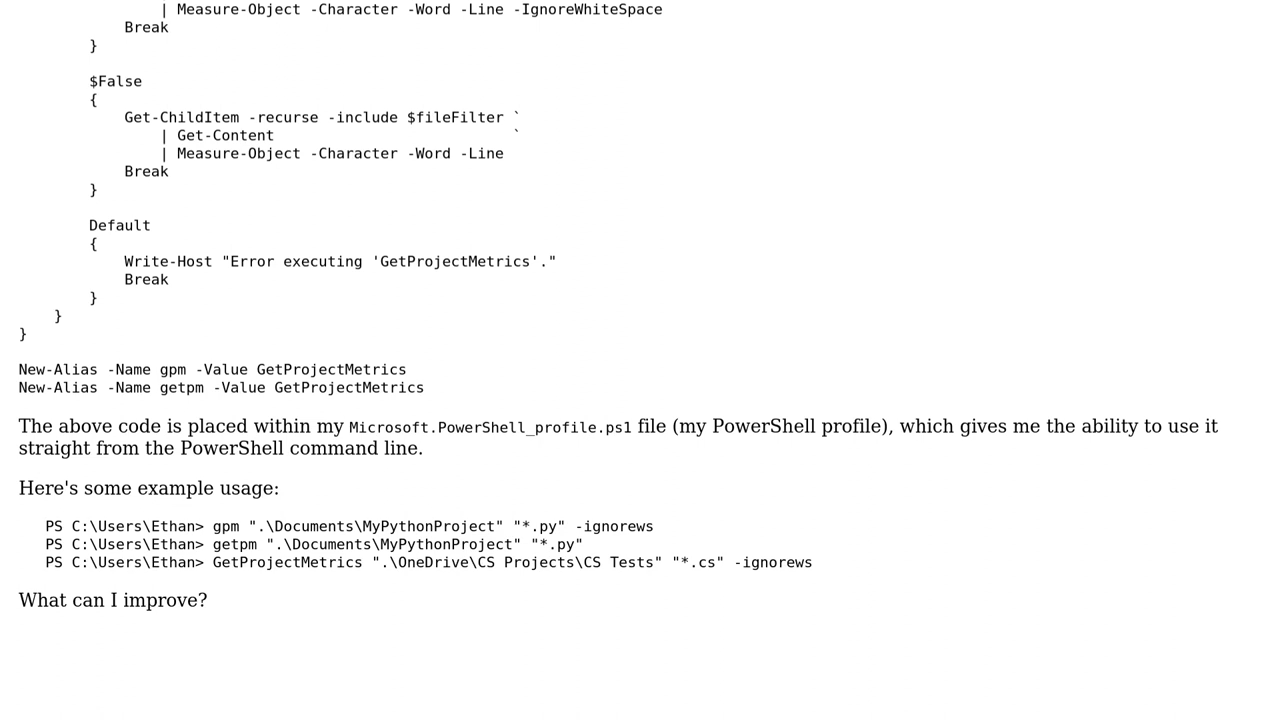 | Measure-Object -Character -Word -Line -IgnoreWhiteSpace
            Break
        }

        $False
        {
            Get-ChildItem -recurse -include $fileFilter `
                | Get-Content                           `
                | Measure-Object -Character -Word -Line
            Break
        }

        Default
        {
            Write-Host "Error executing 'GetProjectMetrics'."
            Break
        }
    }
}

New-Alias -Name gpm -Value GetProjectMetrics
New-Alias -Name getpm -Value GetProjectMetrics

The above code is placed within my Microsoft.PowerShell_profile.ps1 file (my PowerShell profile), which gives me the ability to use it
straight from the PowerShell command line.

Here's some example usage:

   PS C:\Users\Ethan> gpm ".\Documents\MyPythonProject" "*.py" -ignorews
   PS C:\Users\Ethan> getpm ".\Documents\MyPythonProject" "*.py"
   PS C:\Users\Ethan> GetProjectMetrics ".\OneDrive\CS Projects\CS Tests" "*.cs" -ignorews

What can I improve?